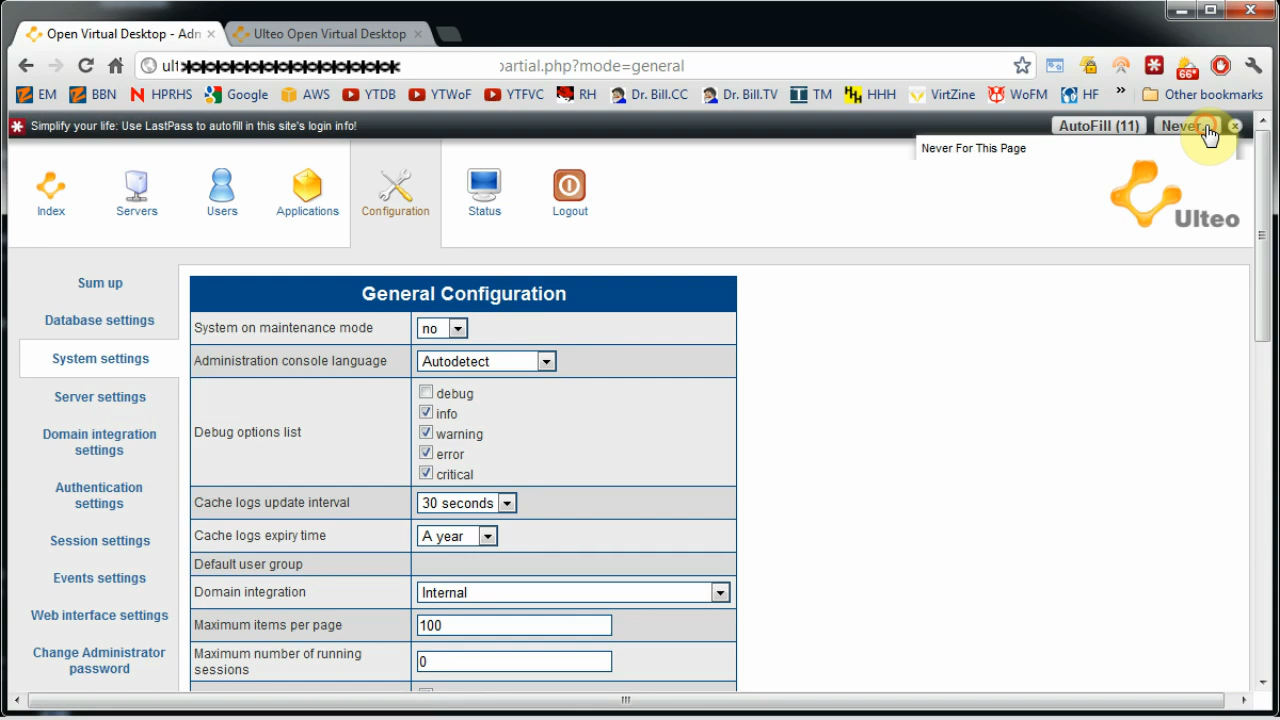 Open Virtual Desktop - Adn
Ulteo Open Virtual Desktop
ult
partial.php?mode=general
66°
EM
BBN
HPRHS
Google
AWS
YTDB
YTWoF
YTFVC
RH
Dr. Bill.CC
Dr. Bill.TV
TM
HHH
VirtZine
WoFM
HF
»
Other bookmarks
Simplify your life: Use LastPass to autofill in this site's login info!
AutoFill (11)
Never
Never For This Page
Index
Servers
Users
Applications
Configuration
Status
Logout
Ulteo
Sum up
Database settings
System settings
Server settings
Domain integration
settings
Authentication
settings
Session settings
Events settings
Web interface settings
Change Administrator
password
General Configuration
System on maintenance mode
no
Administration console language
Autodetect
Debug options list
debug
info
warning
error
critical
Cache logs update interval
30 seconds
Cache logs expiry time
A year
Default user group
Domain integration
Internal
Maximum items per page
100
Maximum number of running
sessions
0